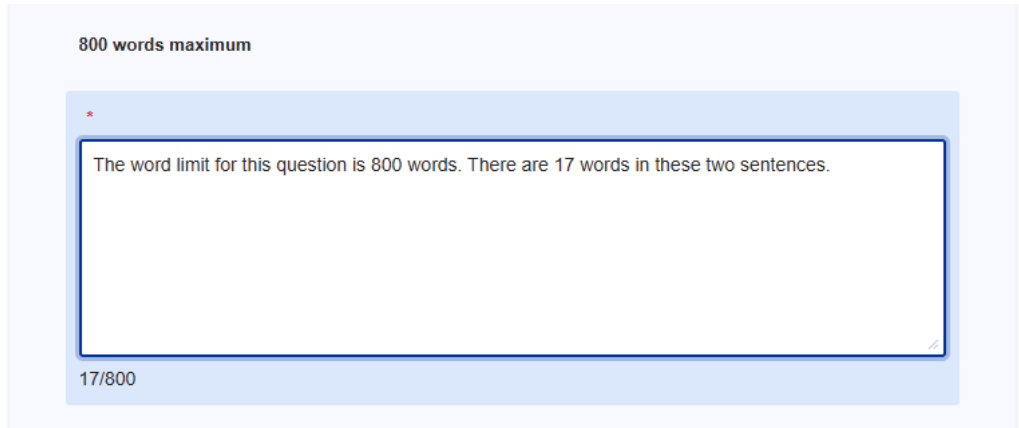 800 words maximum
*
The word limit for this question is 800 words. There are 17 words in these two sentences.
17/800